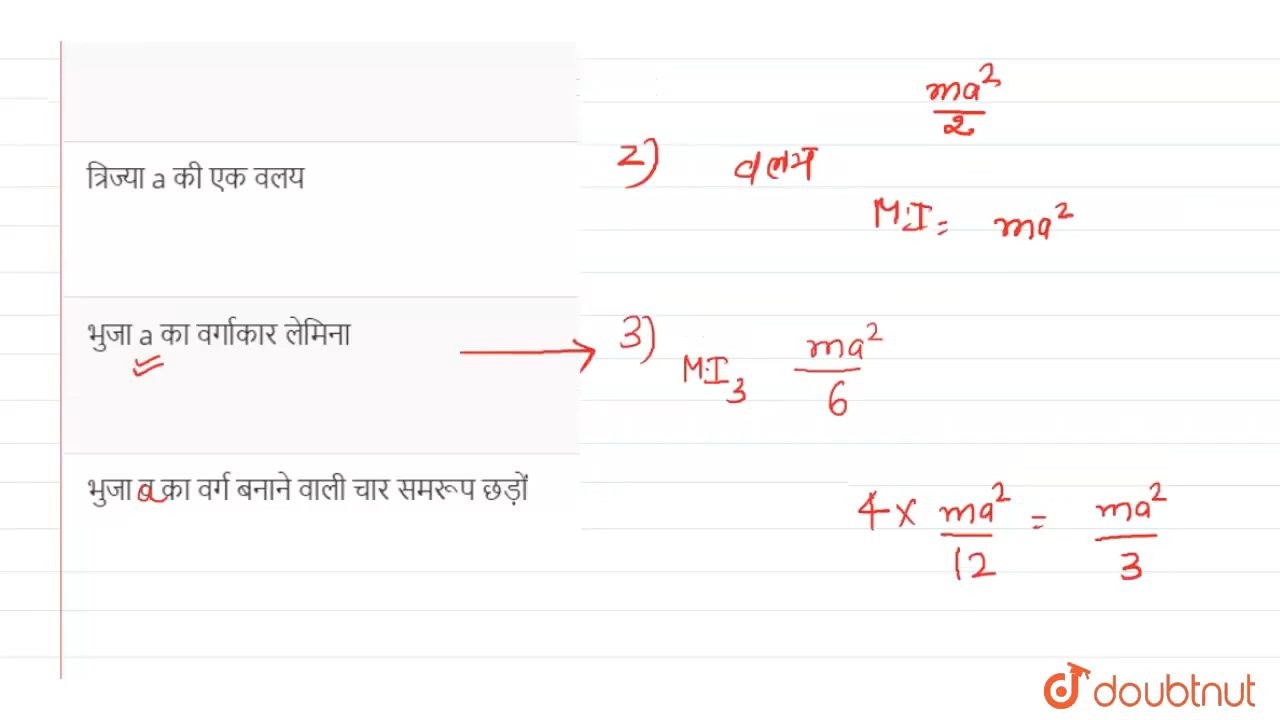 ma²
2
2) वलय
त्रिज्या a की एक वलय
M.I = ma²
भुजा a का वर्गाकार लेमिना
3) M.I₃ ma²
6
भुजा a का वर्ग बनाने वाली चार समरूप छड़ों
4 × ma² = ma²
12 3
doubtnut